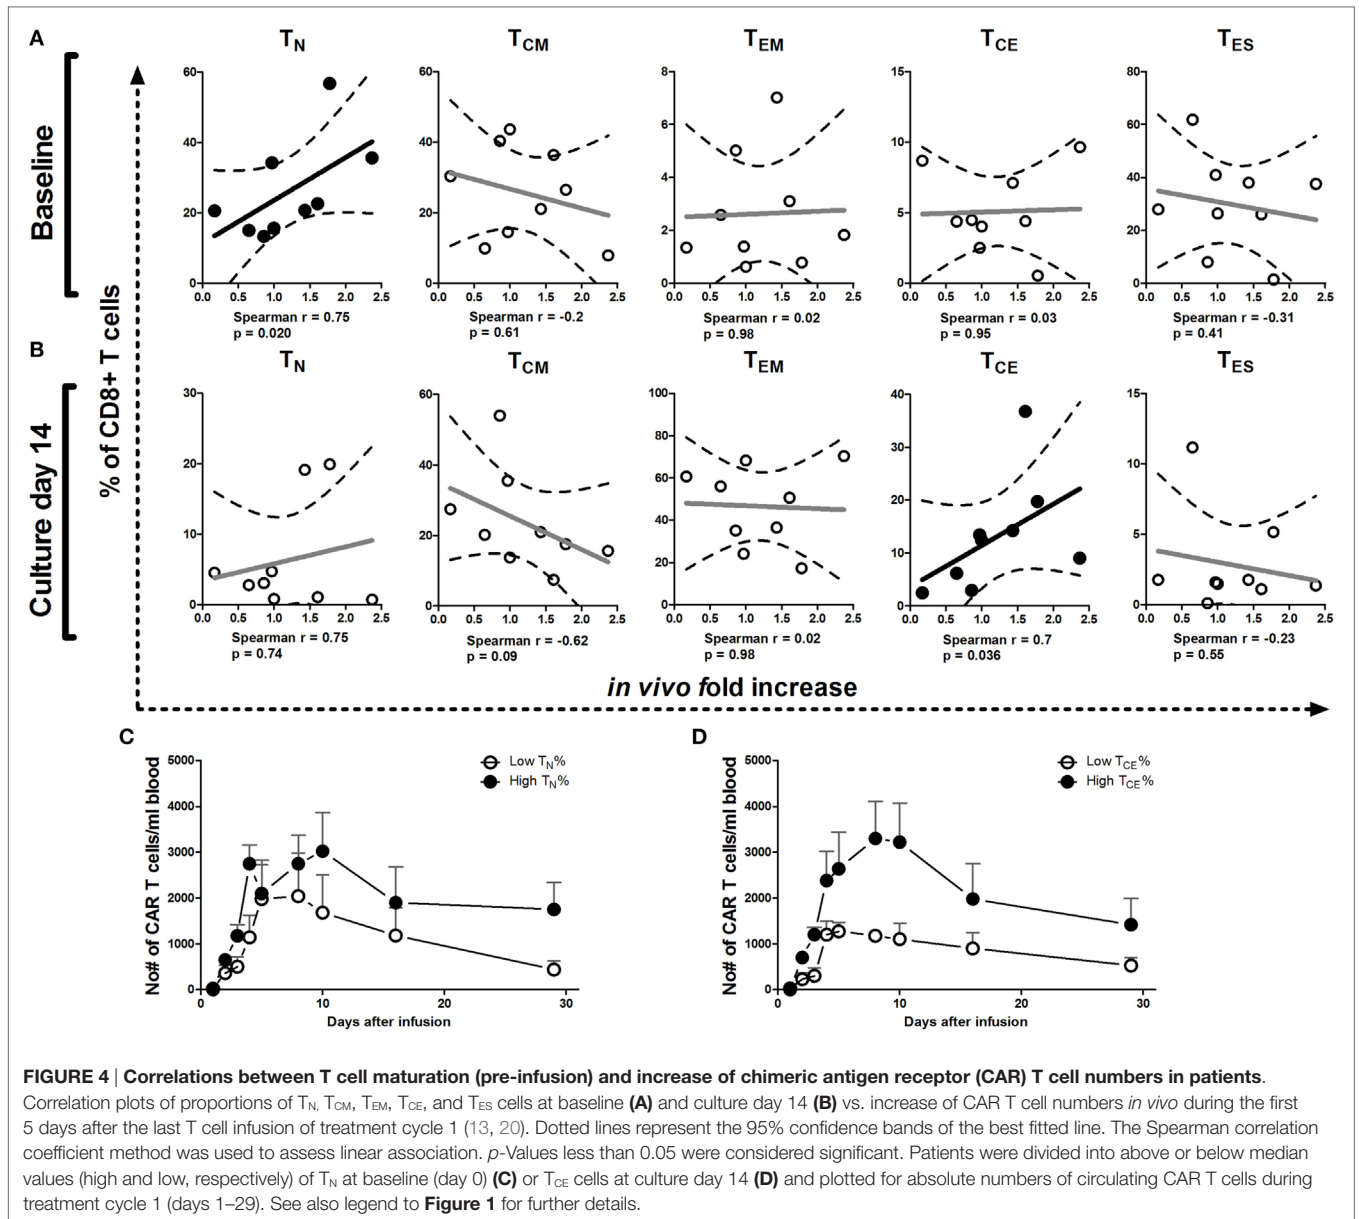 A
T_N
T_CM
T_EM
T_CE
T_ES
Baseline
% of CD8+ T cells
60
40
20
0
0.0 0.5 1.0 1.5 2.0 2.5
Spearman r = 0.75
p = 0.020
60
40
20
0
0.0 0.5 1.0 1.5 2.0 2.5
Spearman r = -0.2
p = 0.61
8
6
4
2
0
0.0 0.5 1.0 1.5 2.0 2.5
Spearman r = 0.02
p = 0.98
15
10
5
0
0.0 0.5 1.0 1.5 2.0 2.5
Spearman r = 0.03
p = 0.95
80
60
40
20
0
0.0 0.5 1.0 1.5 2.0 2.5
Spearman r = -0.31
p = 0.41
B
T_N
T_CM
T_EM
T_CE
T_ES
Culture day 14
30
20
10
0
0.0 0.5 1.0 1.5 2.0 2.5
Spearman r = 0.75
p = 0.74
60
40
20
0
0.0 0.5 1.0 1.5 2.0 2.5
Spearman r = -0.62
p = 0.09
100
80
60
40
20
0
0.0 0.5 1.0 1.5 2.0 2.5
Spearman r = 0.02
p = 0.98
40
30
20
10
0
0.0 0.5 1.0 1.5 2.0 2.5
Spearman r = 0.7
p = 0.036
15
10
5
0
0.0 0.5 1.0 1.5 2.0 2.5
Spearman r = -0.23
p = 0.55
in vivo fold increase
C
No# of CAR T cells/ml blood
5000
4000
3000
2000
1000
0
0 10 20 30
Days after infusion
Low T_N%
High T_N%
D
No# of CAR T cells/ml blood
5000
4000
3000
2000
1000
0
0 10 20 30
Days after infusion
Low T_CE%
High T_CE%
FIGURE 4 | Correlations between T cell maturation (pre-infusion) and increase of chimeric antigen receptor (CAR) T cell numbers in patients.
Correlation plots of proportions of T_N, T_CM, T_EM, T_CE, and T_ES cells at baseline (A) and culture day 14 (B) vs. increase of CAR T cell numbers in vivo during the first
5 days after the last T cell infusion of treatment cycle 1 (13, 20). Dotted lines represent the 95% confidence bands of the best fitted line. The Spearman correlation
coefficient method was used to assess linear association. p-Values less than 0.05 were considered significant. Patients were divided into above or below median
values (high and low, respectively) of T_N at baseline (day 0) (C) or T_CE cells at culture day 14 (D) and plotted for absolute numbers of circulating CAR T cells during
treatment cycle 1 (days 1–29). See also legend to Figure 1 for further details.